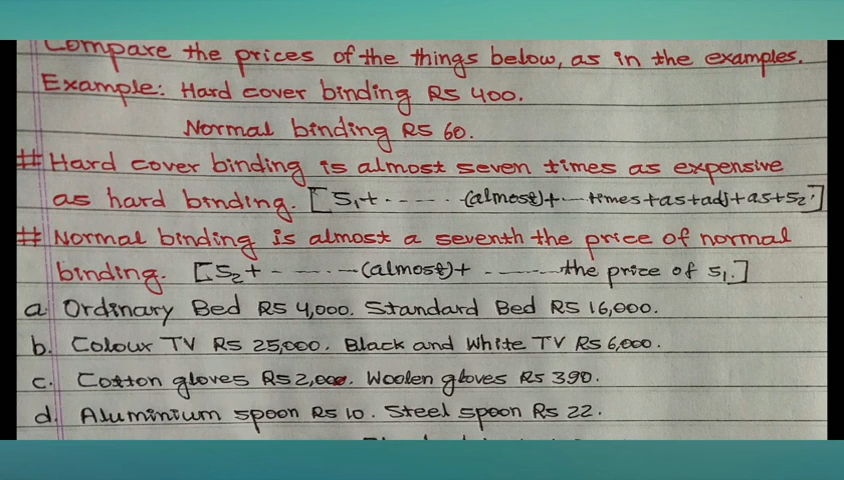 Compare the prices of the things below, as in the examples.
Example: Hard cover binding RS 400.
Normal binding RS 60.
# Hard cover binding is almost seven times as expensive
as hard binding. [S₁+ ------ (almost)+ --- times+as+adj+as+S₂.]
# Normal binding is almost a seventh the price of normal
binding. [S₂+ ------- (almost)+ ------- the price of S₁.]
a. Ordinary Bed RS 4,000. Standard Bed RS 16,000.
b. Colour TV RS 25,000. Black and White TV RS 6,000.
c. Cotton gloves RS 2,000. Woolen gloves RS 390.
d. Aluminium spoon RS 10. Steel spoon RS 22.